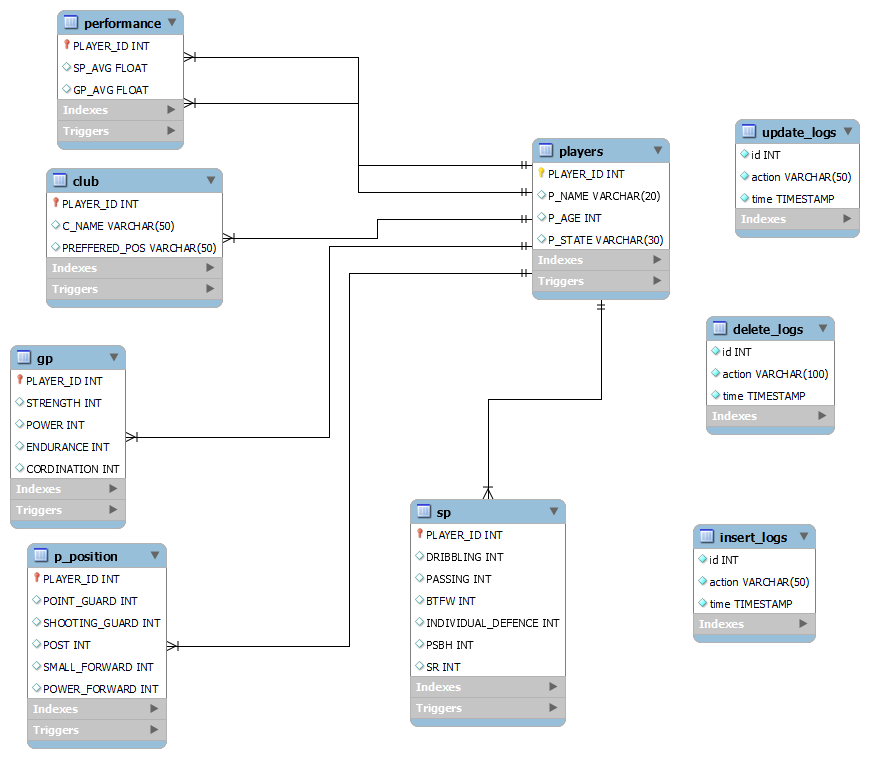 performance
PLAYER_ID INT
SP_AVG FLOAT
GP_AVG FLOAT
Indexes
Triggers
club
PLAYER_ID INT
C_NAME VARCHAR(50)
PREFFERED_POS VARCHAR(50)
Indexes
Triggers
gp
PLAYER_ID INT
STRENGTH INT
POWER INT
ENDURANCE INT
CORDINATION INT
Indexes
Triggers
p_position
PLAYER_ID INT
POINT_GUARD INT
SHOOTING_GUARD INT
POST INT
SMALL_FORWARD INT
POWER_FORWARD INT
Indexes
Triggers
players
PLAYER_ID INT
P_NAME VARCHAR(20)
P_AGE INT
P_STATE VARCHAR(30)
Indexes
Triggers
sp
PLAYER_ID INT
DRIBBLING INT
PASSING INT
BTFW INT
INDIVIDUAL_DEFENCE INT
PSBH INT
SR INT
Indexes
Triggers
update_logs
id INT
action VARCHAR(50)
time TIMESTAMP
Indexes
delete_logs
id INT
action VARCHAR(100)
time TIMESTAMP
Indexes
insert_logs
id INT
action VARCHAR(50)
time TIMESTAMP
Indexes